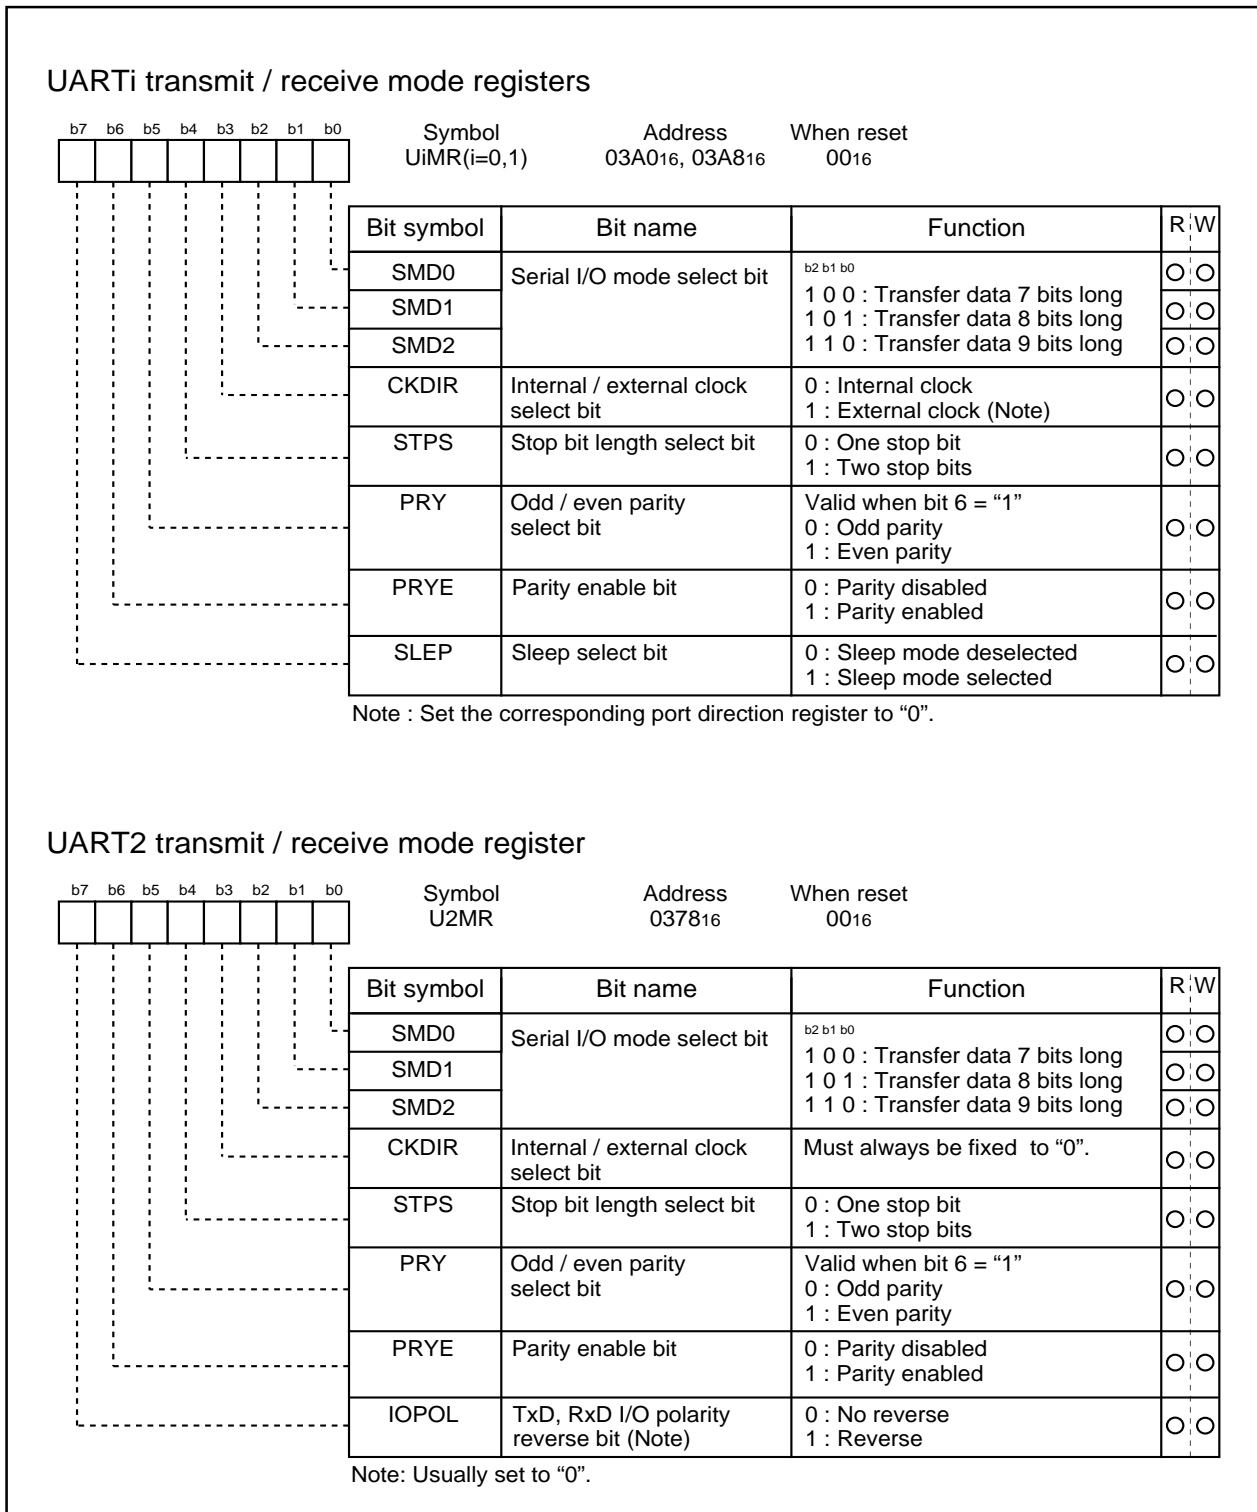 UARTi transmit / receive mode registers
b7 b6 b5 b4 b3 b2 b1 b0
Symbol Address When reset
UiMR(i=0,1) 03A016, 03A816 0016
Bit symbol Bit name Function R W
SMD0 Serial I/O mode select bit b2 b1 b0
1 0 0 : Transfer data 7 bits long
SMD1 1 0 1 : Transfer data 8 bits long
SMD2 1 1 0 : Transfer data 9 bits long
CKDIR Internal / external clock 0 : Internal clock
select bit 1 : External clock (Note)
STPS Stop bit length select bit 0 : One stop bit
1 : Two stop bits
PRY Odd / even parity Valid when bit 6 = “1”
select bit 0 : Odd parity
1 : Even parity
PRYE Parity enable bit 0 : Parity disabled
1 : Parity enabled
SLEP Sleep select bit 0 : Sleep mode deselected
1 : Sleep mode selected
Note : Set the corresponding port direction register to “0”.
UART2 transmit / receive mode register
b7 b6 b5 b4 b3 b2 b1 b0
Symbol Address When reset
U2MR 037816 0016
Bit symbol Bit name Function R W
SMD0 Serial I/O mode select bit b2 b1 b0
1 0 0 : Transfer data 7 bits long
SMD1 1 0 1 : Transfer data 8 bits long
SMD2 1 1 0 : Transfer data 9 bits long
CKDIR Internal / external clock Must always be fixed to “0”.
select bit
STPS Stop bit length select bit 0 : One stop bit
1 : Two stop bits
PRY Odd / even parity Valid when bit 6 = “1”
select bit 0 : Odd parity
1 : Even parity
PRYE Parity enable bit 0 : Parity disabled
1 : Parity enabled
IOPOL TxD, RxD I/O polarity 0 : No reverse
reverse bit (Note) 1 : Reverse
Note: Usually set to “0”.